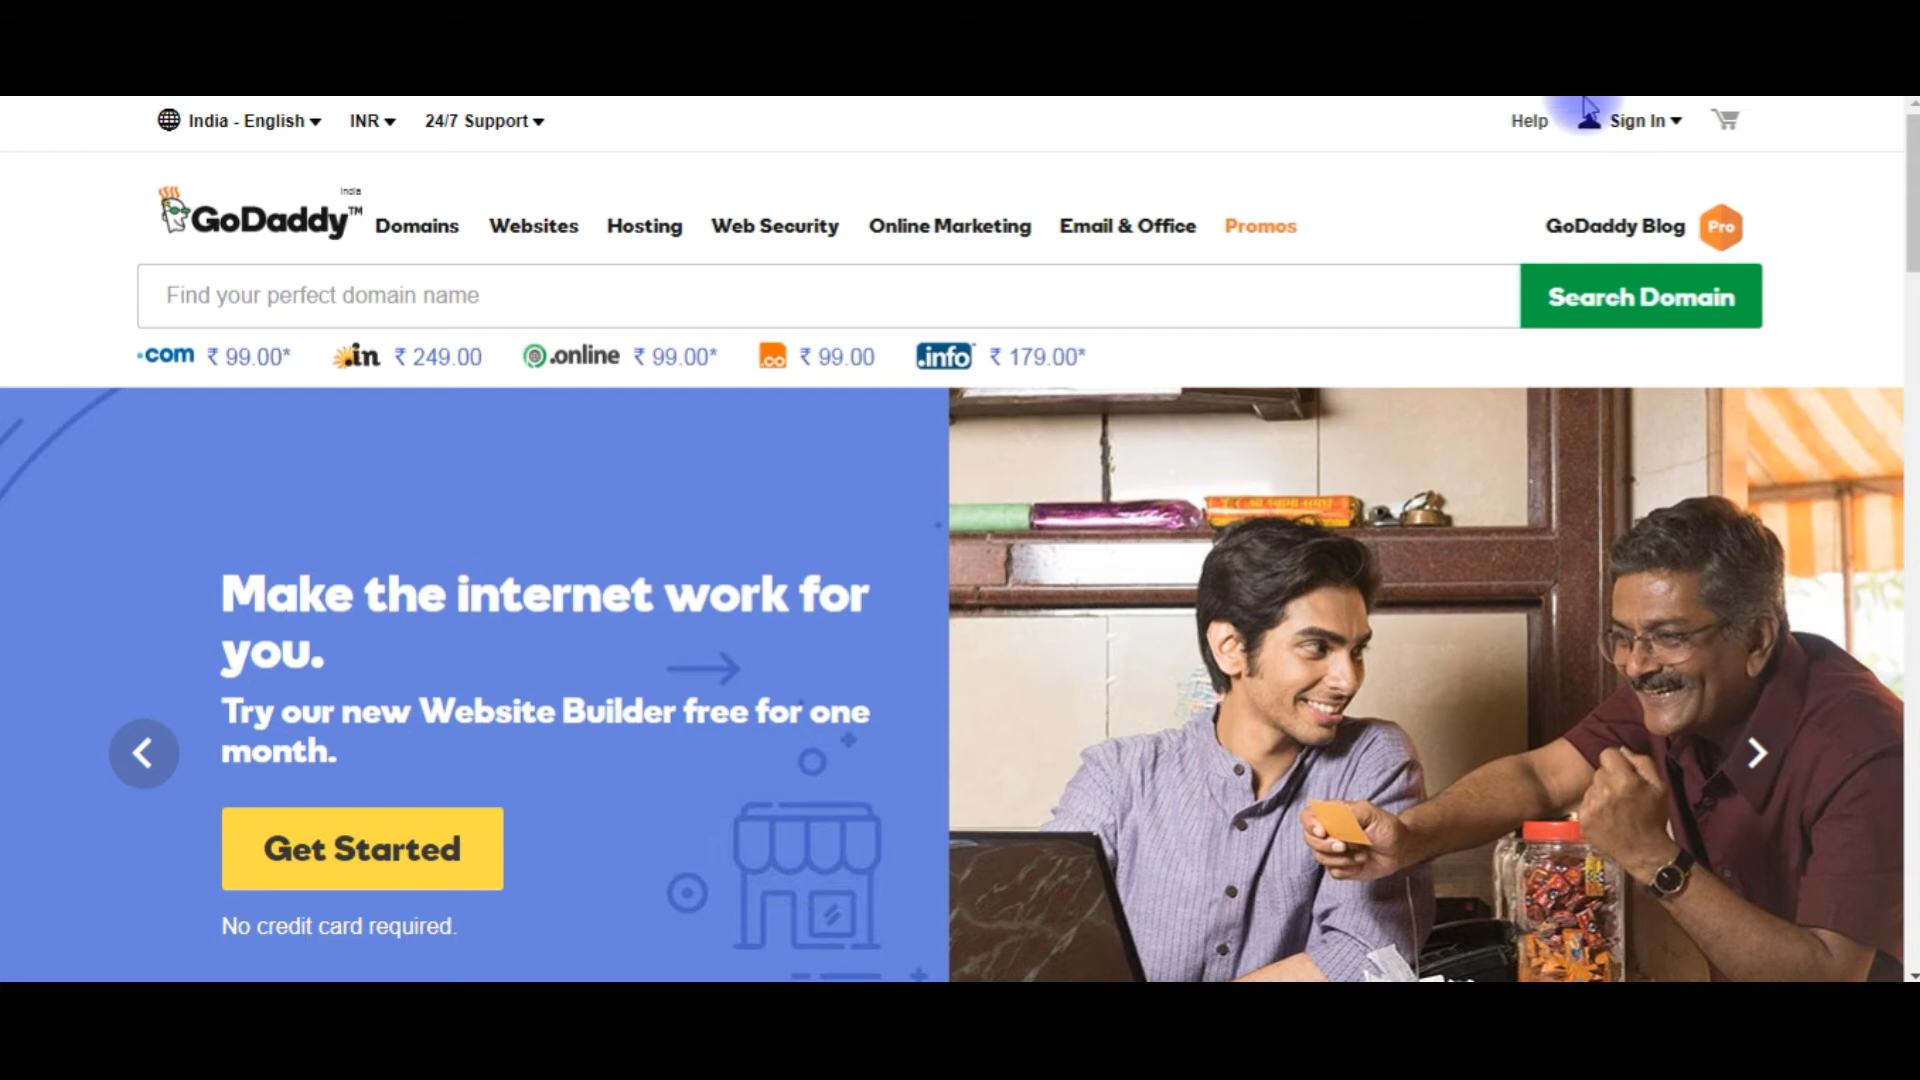 India - English INR 24/7 Support Help Sign In
India
GoDaddy™ Domains Websites Hosting Web Security Online Marketing Email & Office Promos GoDaddy Blog Pro
Find your perfect domain name Search Domain
.com ₹ 99.00* .in ₹ 249.00 .online ₹ 99.00* .co ₹ 99.00 .info ₹ 179.00*
श्री स्वामी समर्थ
Make the internet work for
you.
Try our new Website Builder free for one
month.
Get Started
No credit card required.